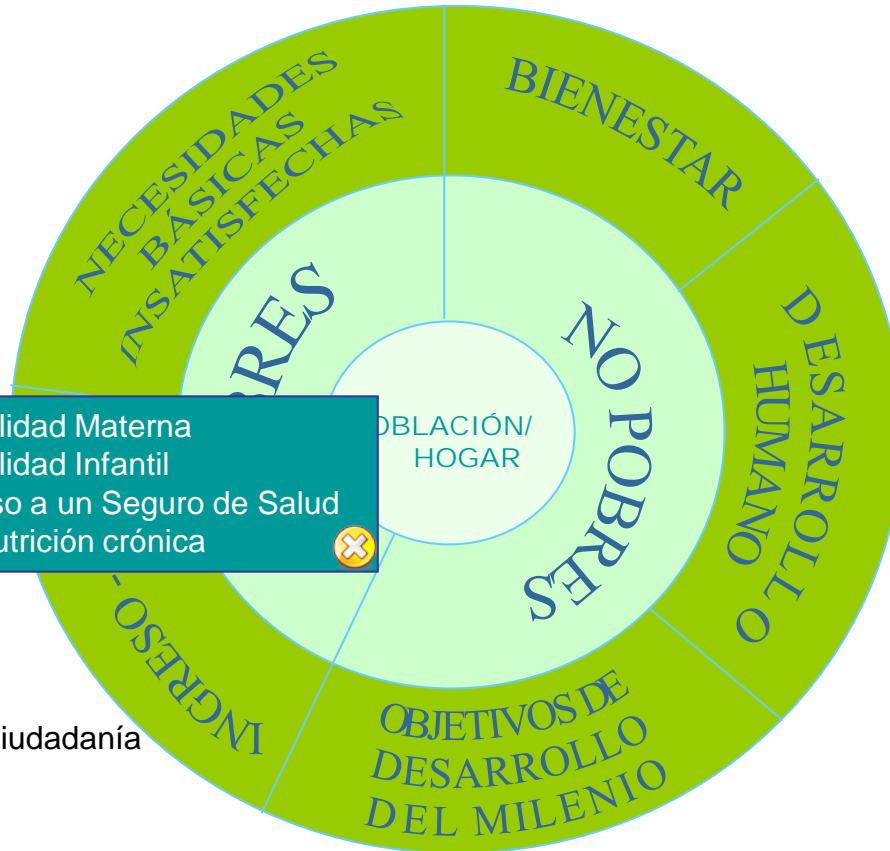 NECESIDADES
BÁSICAS
INSATISFECHAS
BIENESTAR
DESARROLLO
HUMANO
NO POBRES
BRES
OBLACIÓN/
HOGAR
lidad Materna
lidad Infantil
so a un Seguro de Salud
utrición crónica
INGRESO -
iudadanía
OBJETIVOS DE
DESARROLLO
DEL MILENIO